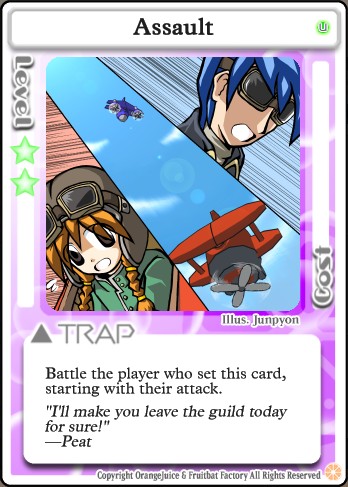 Assault
Level
Cost
Illus. Junpyon
TRAP
Battle the player who set this card,
starting with their attack.
"I'll make you leave the guild today
for sure!"
—Peat
Copyright OrangeJuice & Fruitbat Factory All Rights Reserved